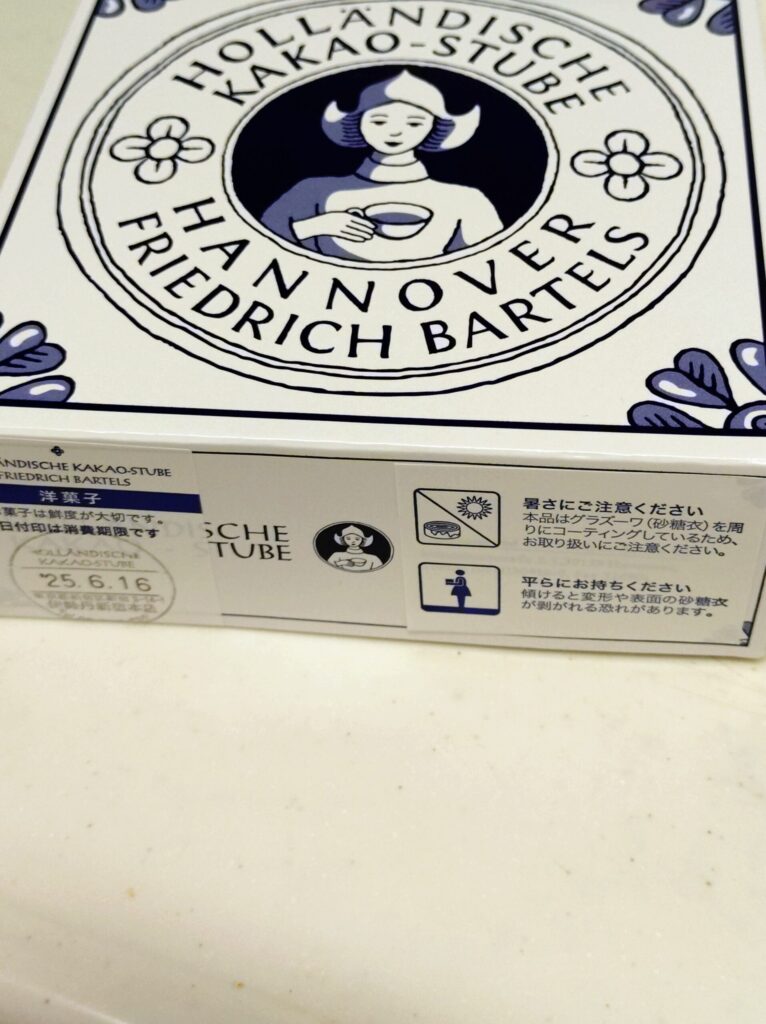 HOLLÄNDISCHE
KAKAO-STUBE
HANNOVER
FRIEDRICH BARTELS
ÄNDISCHE KAKAO-STUBE
FRIEDRICH BARTELS
洋菓子
菓子は鮮度が大切です。
日付印は消費期限です
HOLLÄNDISCHE
KAKAO-STUBE
'25.6.16
伊勢丹新宿本店
SCHE
STUBE
暑さにご注意ください
本品はグラズーワ(砂糖衣)を周
りにコーティングしているため、
お取り扱いにご注意ください。
平らにお持ちください
傾けると変形や表面の砂糖衣
が剥がれる恐れがあります。